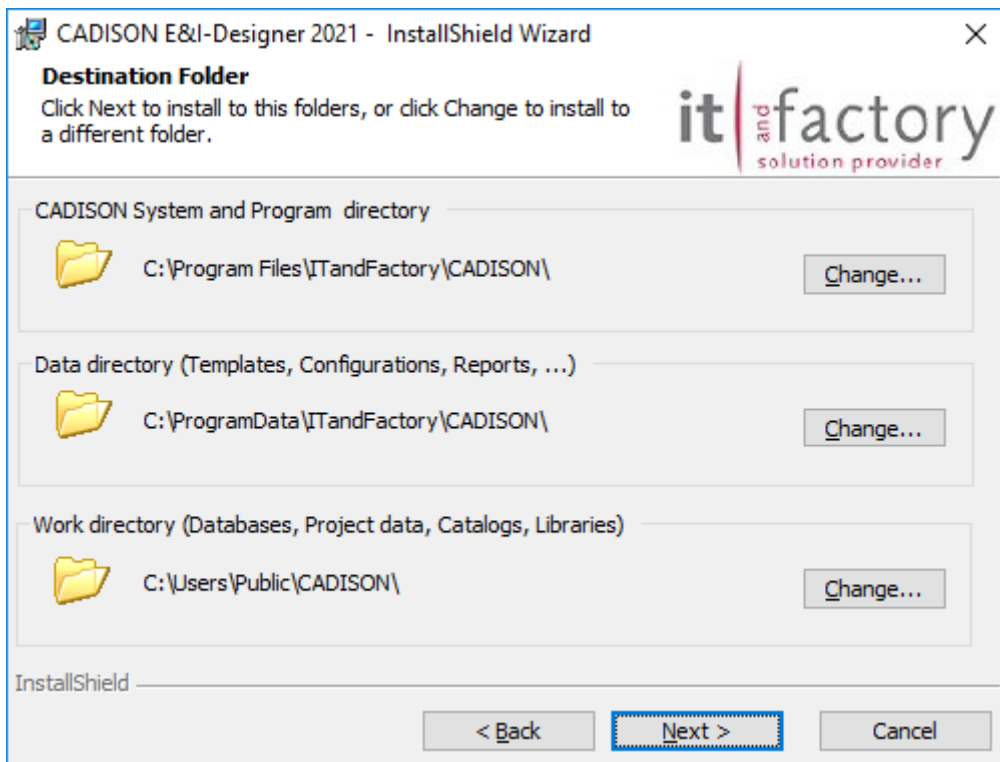 CADISON E&I-Designer 2021 -  InstallShield Wizard
Destination Folder
Click Next to install to this folders, or click Change to install to
a different folder.
it and factory
solution provider
CADISON System and Program  directory
C:\Program Files\ITandFactory\CADISON\
Change...
Data directory (Templates, Configurations, Reports, ...)
C:\ProgramData\ITandFactory\CADISON\
Change...
Work directory (Databases, Project data, Catalogs, Libraries)
C:\Users\Public\CADISON\
Change...
InstallShield
< Back
Next >
Cancel